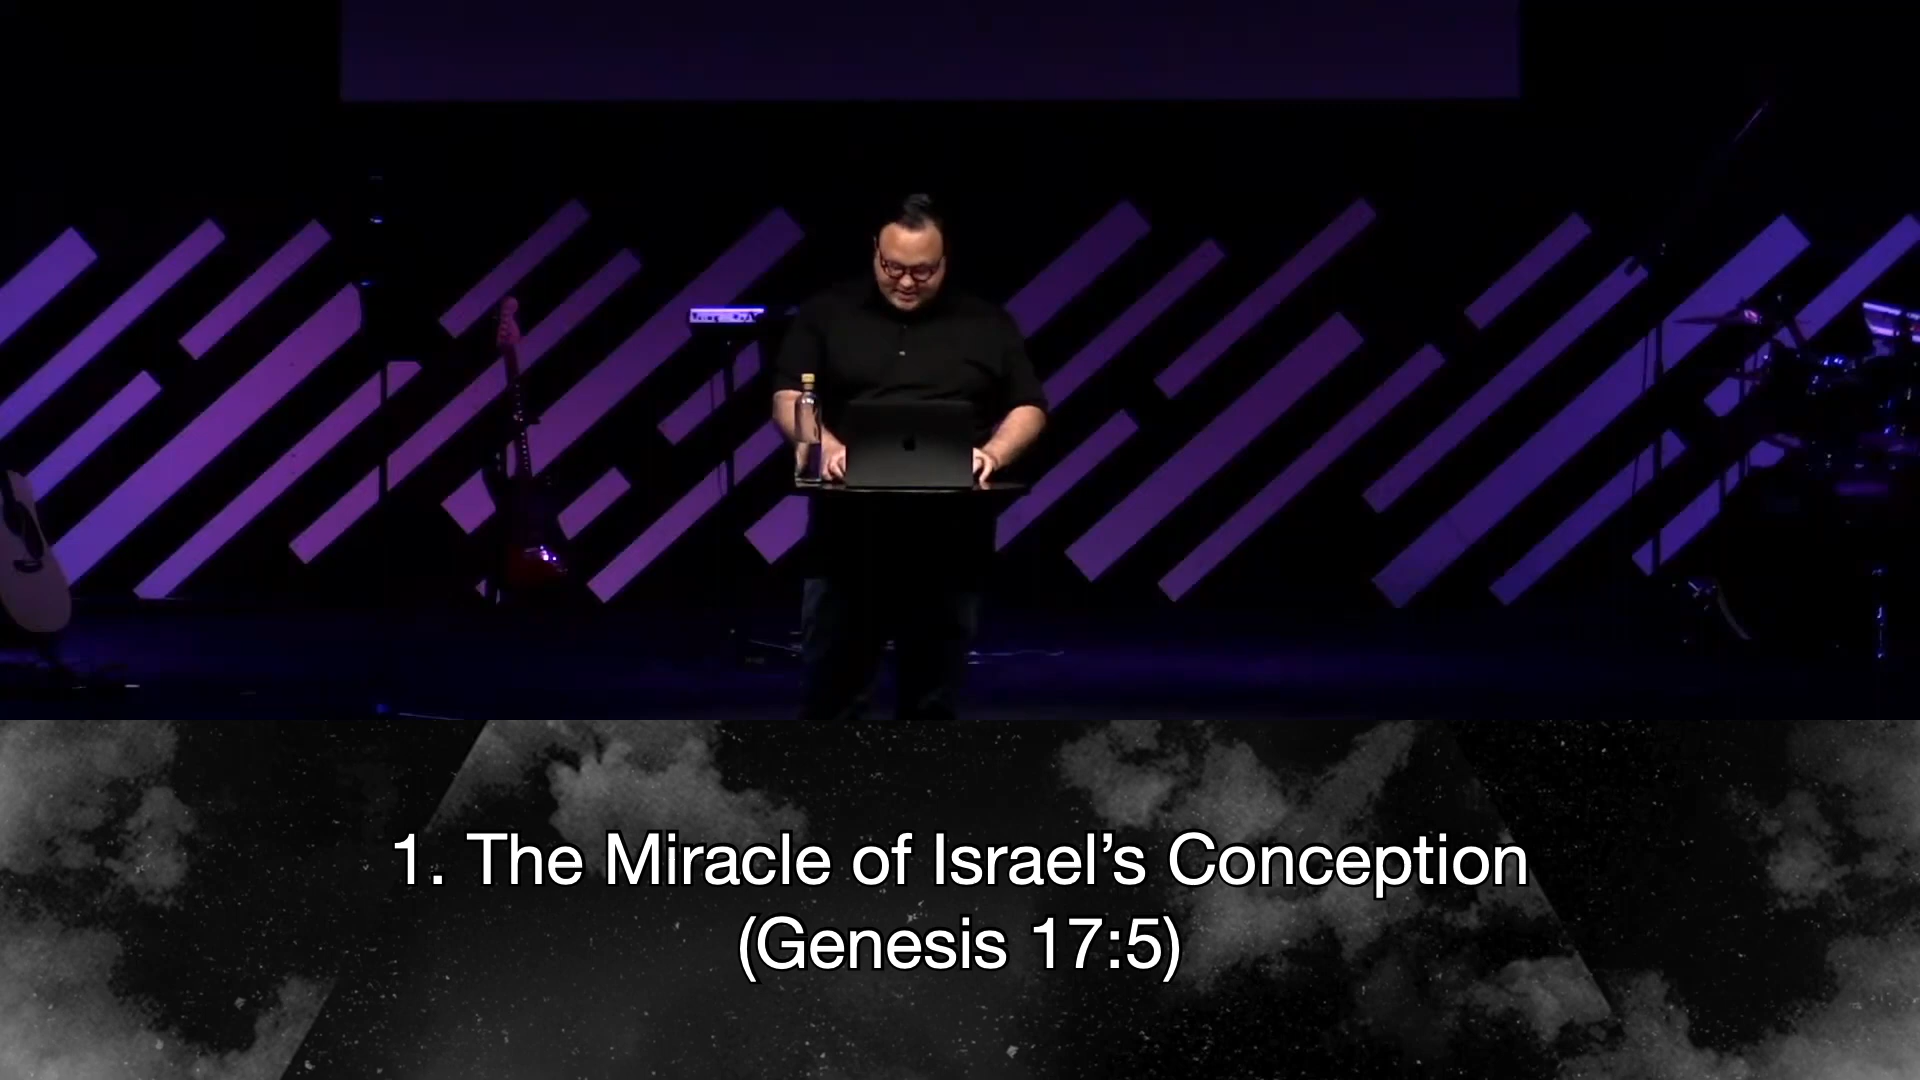 1. The Miracle of Israel’s Conception
(Genesis 17:5)